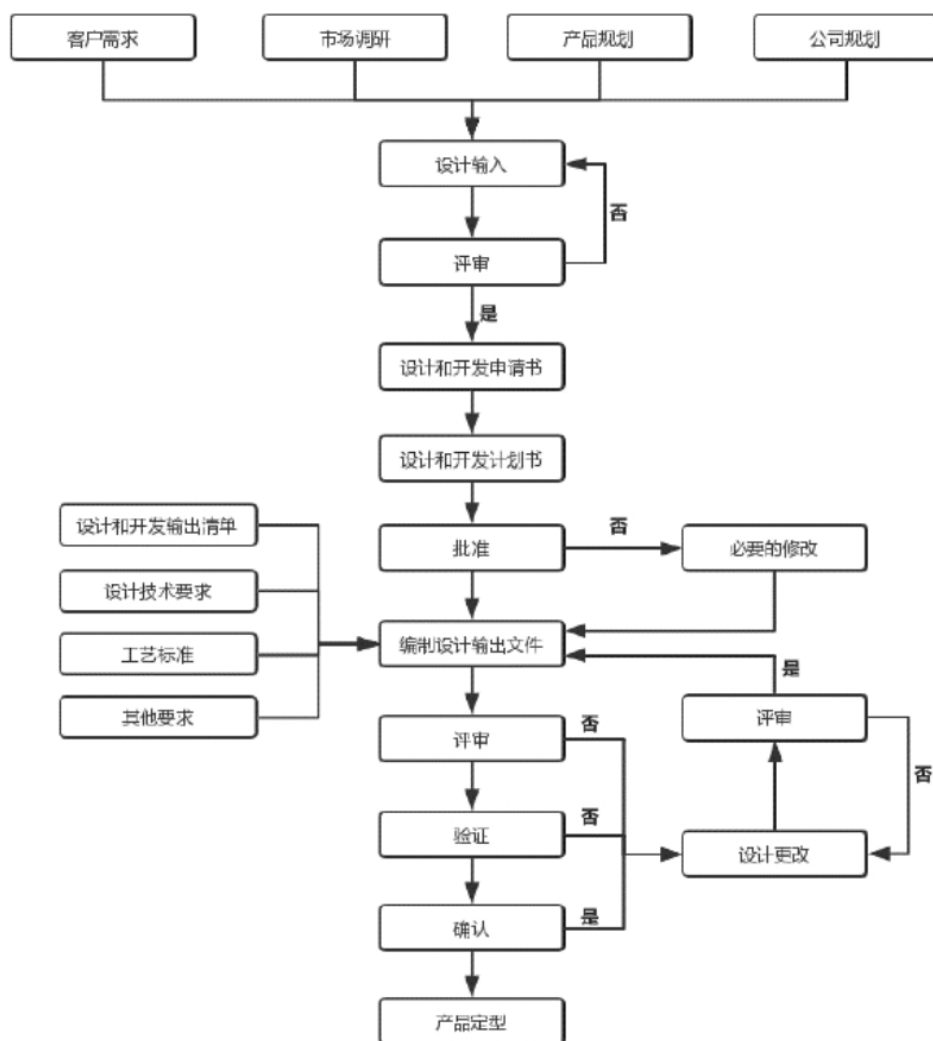 客户需求
市场调研
产品规划
公司规划
设计输入
否
评审
是
设计和开发申请书
设计和开发计划书
设计和开发输出清单
批准
否
必要的修改
设计技术要求
编制设计输出文件
工艺标准
是
其他要求
评审
否
评审
否
验证
否
设计更改
确认
是
产品定型